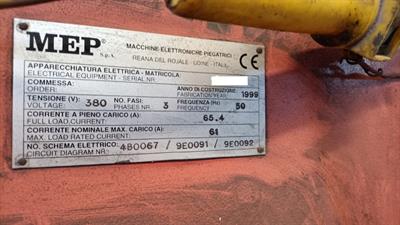 MEP S.p.A. MACCHINE ELETTRONICHE PIEGATRICI
REANA DEL ROJALE - UDINE - ITALY CE
APPARECCHIATURA ELETTRICA - MATRICOLA:
ELECTRICAL EQUIPMENT - SERIAL NR:
COMMESSA: ANNO DI COSTRUZIONE:
ORDER: FABRICATION YEAR: 1999
TENSIONE (V): 380 NO. FASI: 3 FREQUENZA (Hz): 50
VOLTAGE: PHASES NR. FREQUENCY
CORRENTE A PIENO CARICO (A): 65.4
FULL LOAD CURRENT:
CORRENTE NOMINALE MAX. CARICO (A): 61
MAX. LOAD RATED CURRENT:
NO. SCHEMA ELETTRICO: 4B0067 / 9E0091 / 9E0092
CIRCUIT DIAGRAM NR: